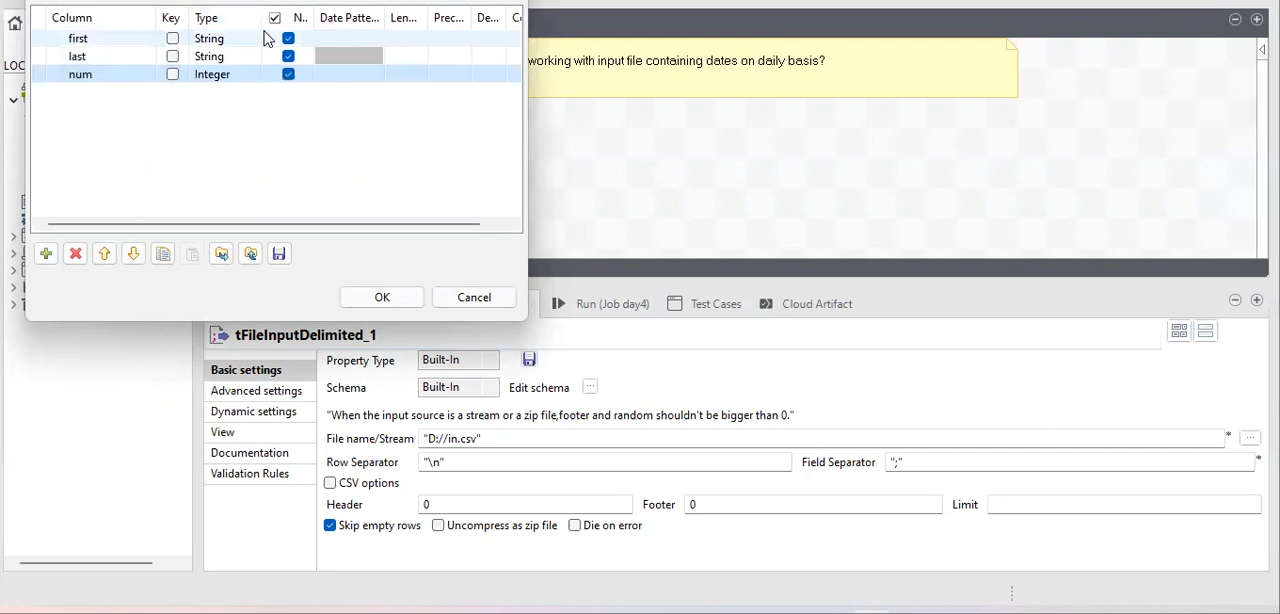 Column Key Type N.. Date Patte... Len... Prec... De...
first String
last String
num Integer
LOC
working with input file containing dates on daily basis?
OK Cancel
Run (Job day4) Test Cases Cloud Artifact
tFileInputDelimited_1
Basic settings
Advanced settings
Dynamic settings
View
Documentation
Validation Rules
Property Type Built-In
Schema Built-In Edit schema ...
"When the input source is a stream or a zip file,footer and random shouldn't be bigger than 0."
File name/Stream "D://in.csv" * ...
Row Separator "\n" Field Separator ";" *
CSV options
Header 0 Footer 0 Limit
Skip empty rows Uncompress as zip file Die on error